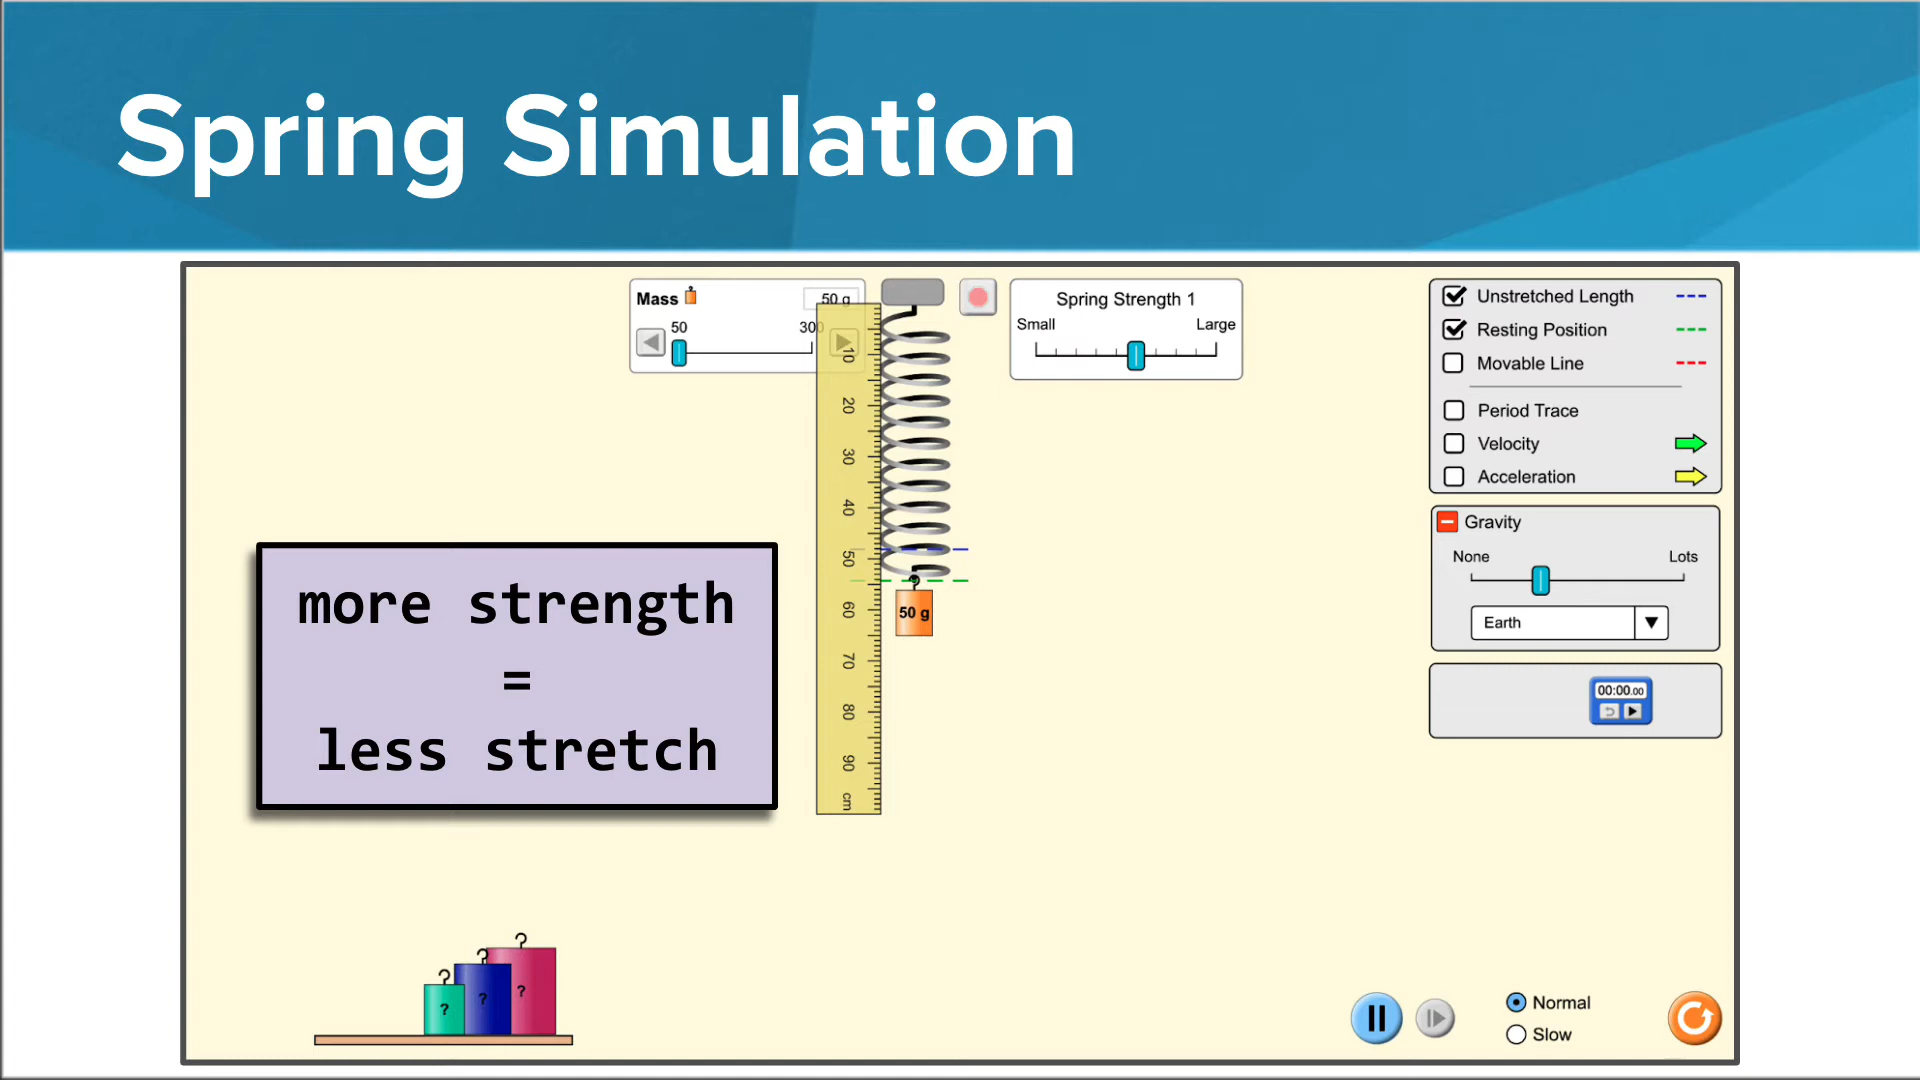 Spring Simulation
Mass 50 g
50 300
Spring Strength 1
Small Large
Unstretched Length
Resting Position
Movable Line
Period Trace
Velocity
Acceleration
Gravity
None Lots
Earth
00:00.00
10
20
30
40
50
60
70
80
90
cm
50 g
more strength
=
less stretch
?
?
?
Normal
Slow